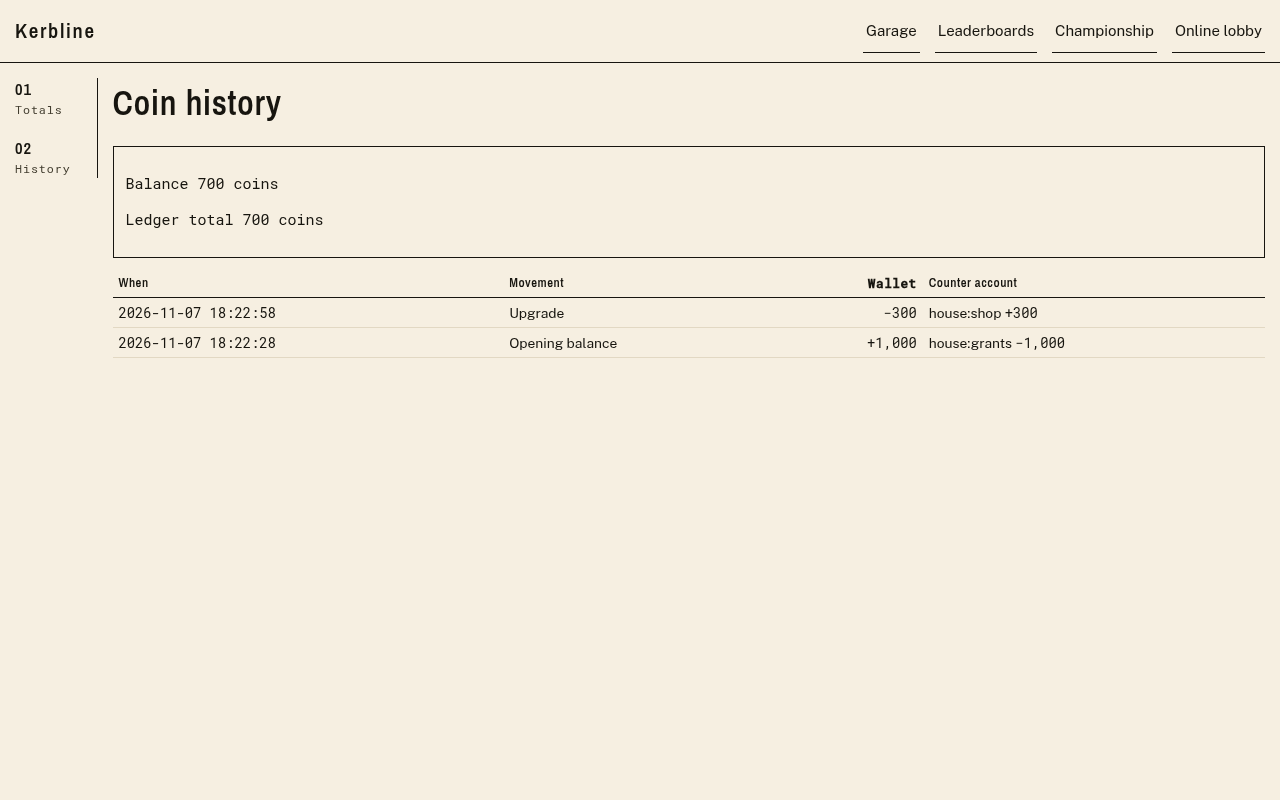 Kerbline
Garage Leaderboards Championship Online lobby
01
Totals
02
History
Coin history
Balance 700 coins
Ledger total 700 coins
When Movement Wallet Counter account
2026-11-07 18:22:58 Upgrade −300 house:shop +300
2026-11-07 18:22:28 Opening balance +1,000 house:grants −1,000